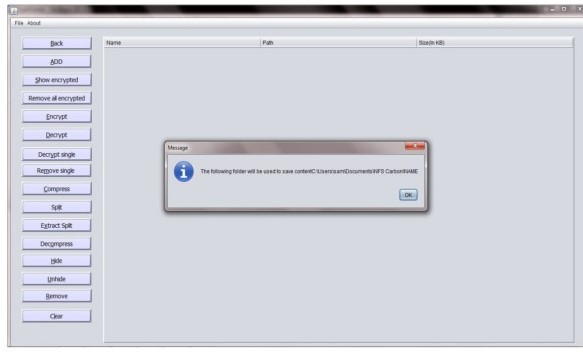 File About
Back
Name Path Size(In KB)
ADD
Show encrypted
Remove all encrypted
Encrypt
Decrypt
Decrypt single
Remove single
Compress
Split
Extract Split
Decompress
Hide
Unhide
Remove
Clear
Message
The following folder will be used to save contentC:\Users\sam\Documents\NFS Carbon\NAME
OK